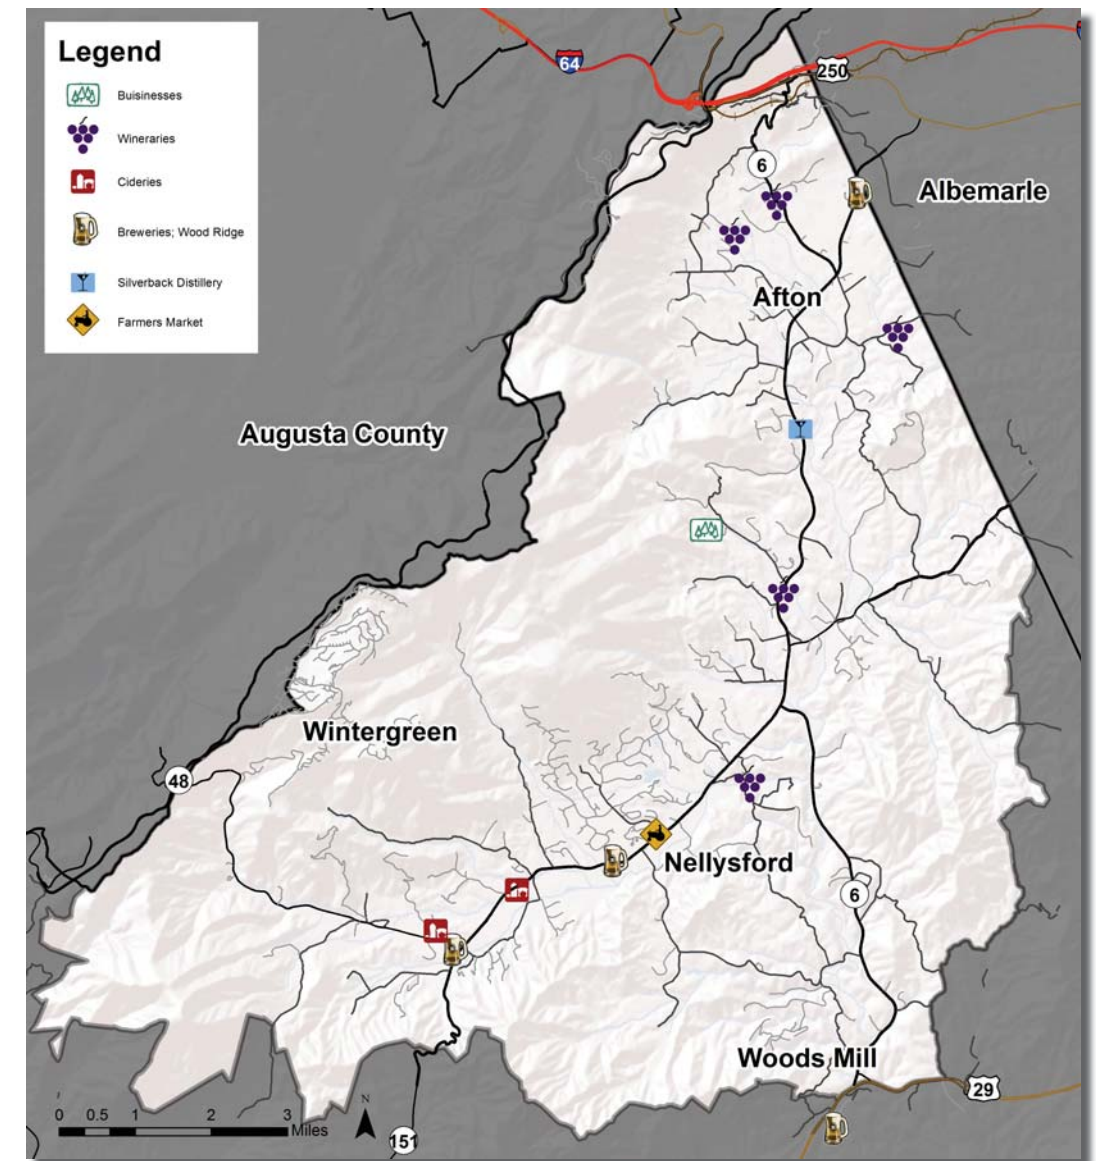 Legend
Buisinesses
Wineraries
Cideries
Breweries; Wood Ridge
Silverback Distillery
Farmers Market
64
250
6
Albemarle
Afton
Augusta County
Wintergreen
48
Nellysford
6
Woods Mill
29
0 0.5 1 2 3
Miles
N
151